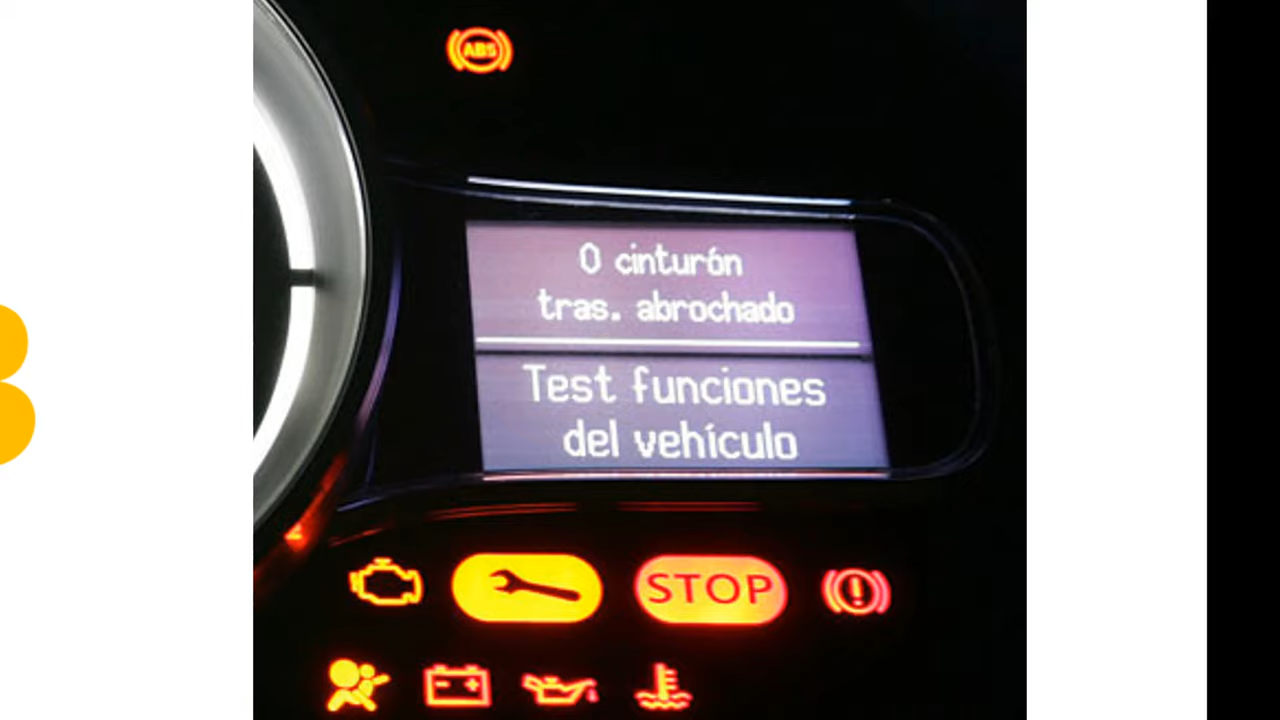 ABS
0 cinturón
tras. abrochado
Test funciones
del vehículo
STOP